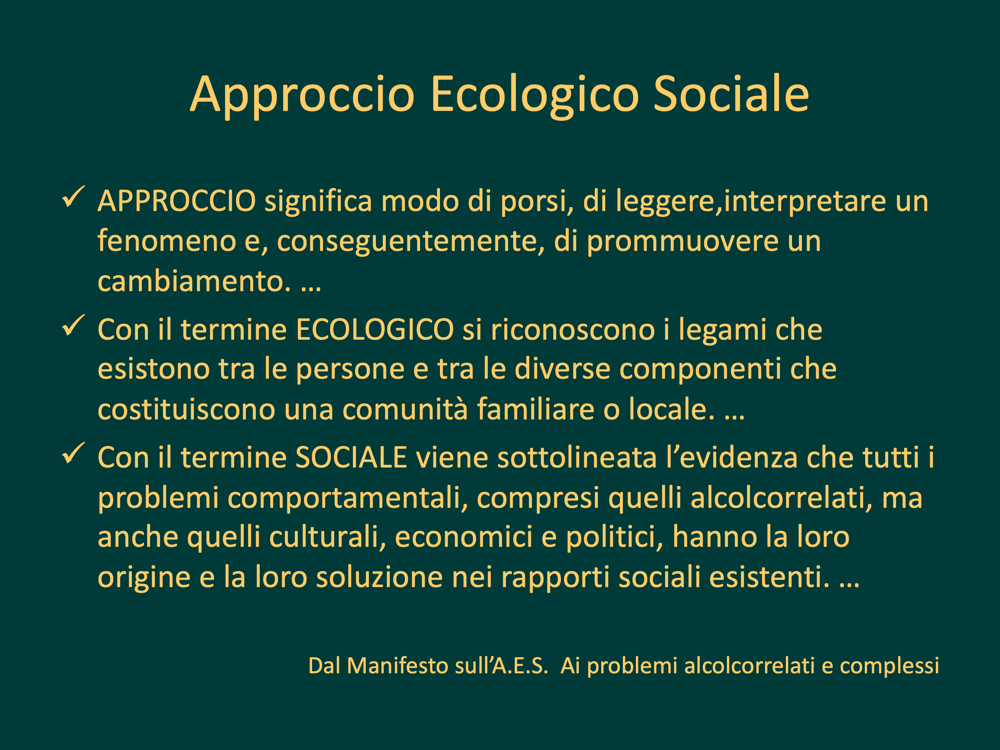 Approccio Ecologico Sociale
✓ APPROCCIO significa modo di porsi, di leggere,interpretare un
fenomeno e, conseguentemente, di prommuovere un
cambiamento. ...
✓ Con il termine ECOLOGICO si riconoscono i legami che
esistono tra le persone e tra le diverse componenti che
costituiscono una comunità familiare o locale. ...
✓ Con il termine SOCIALE viene sottolineata l’evidenza che tutti i
problemi comportamentali, compresi quelli alcolcorrelati, ma
anche quelli culturali, economici e politici, hanno la loro
origine e la loro soluzione nei rapporti sociali esistenti. ...
Dal Manifesto sull’A.E.S.  Ai problemi alcolcorrelati e complessi